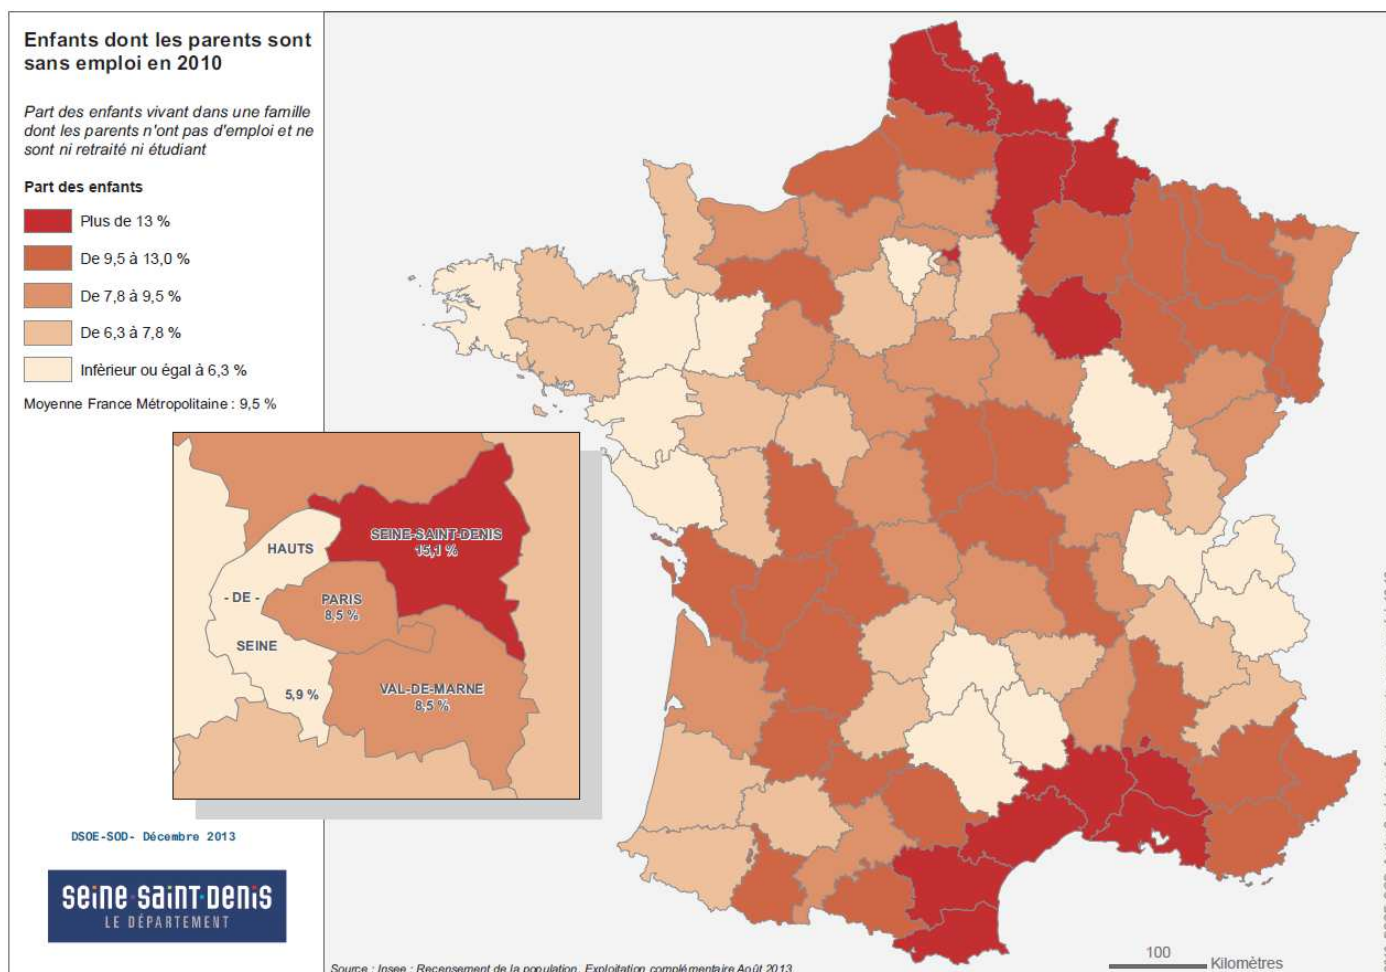 Enfants dont les parents sont
sans emploi en 2010
Part des enfants vivant dans une famille
dont les parents n'ont pas d'emploi et ne
sont ni retraité ni étudiant
Part des enfants
Plus de 13 %
De 9,5 à 13,0 %
De 7,8 à 9,5 %
De 6,3 à 7,8 %
Inférieur ou égal à 6,3 %
Moyenne France Métropolitaine : 9,5 %
SEINE-SAINT-DENIS
15,1 %
HAUTS
- DE -
SEINE
5,9 %
PARIS
8,5 %
VAL-DE-MARNE
8,5 %
DSOE-SOD- Décembre 2013
seine-saint-denis
LE DÉPARTEMENT
Source : Insee : Recensement de la population, Exploitation complémentaire Août 2013.
100
Kilomètres